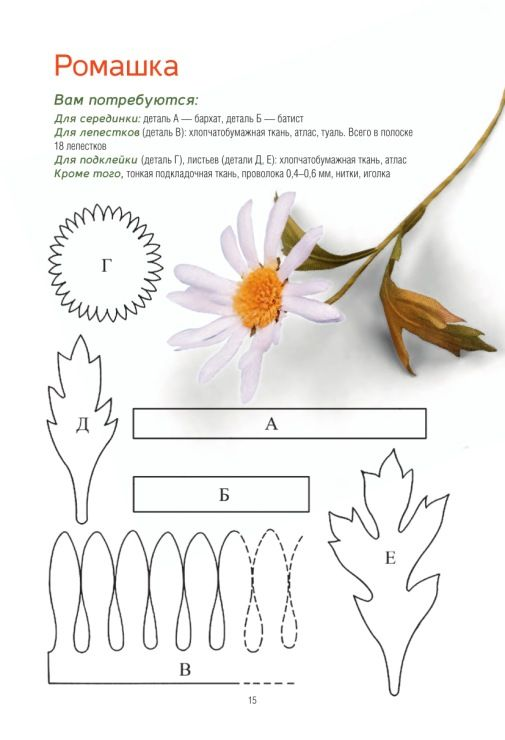 Ромашка
Вам потребуются:
Для серединки: деталь А — бархат, деталь Б — батист
Для лепестков (деталь В): хлопчатобумажная ткань, атлас, туаль. Всего в полоске
18 лепестков
Для подклейки (деталь Г), листьев (детали Д, Е): хлопчатобумажная ткань, атлас
Кроме того, тонкая подкладочная ткань, проволока 0,4–0,6 мм, нитки, иголка
Г
Д
А
Б
Е
В
15